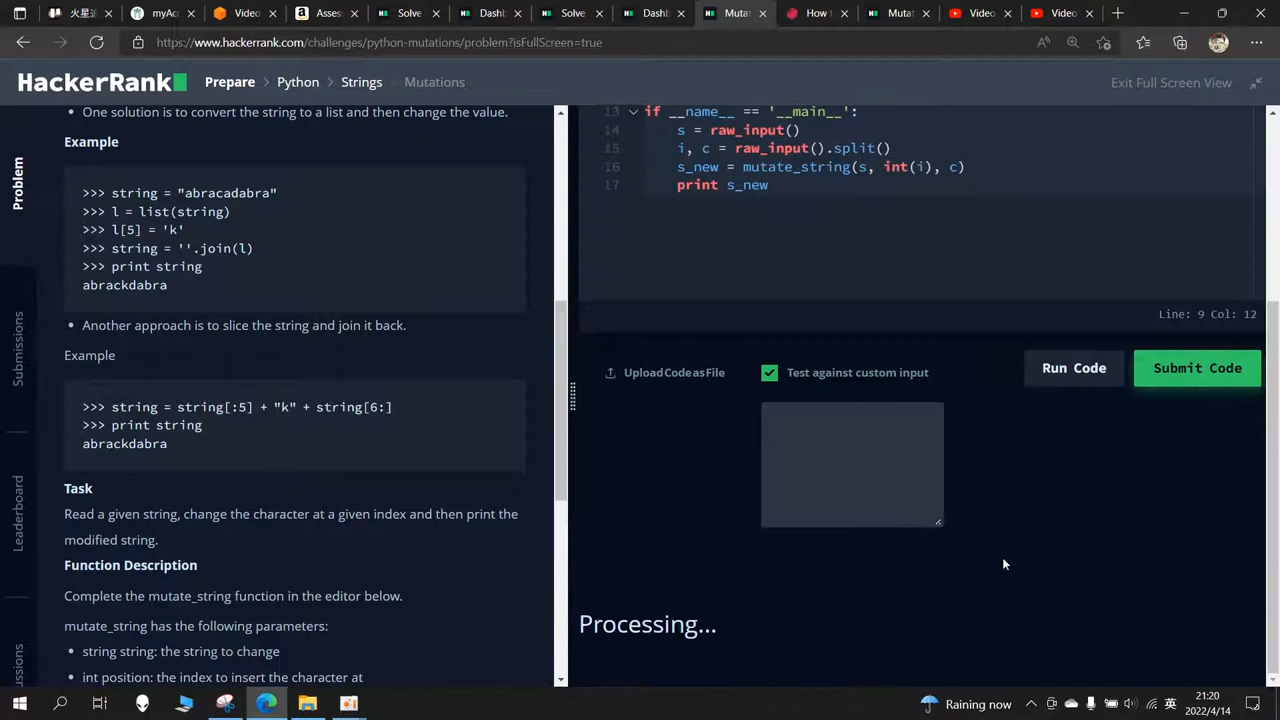 火星
myAc
Video
Asses
Solve
Dashb
Solve
Dashb
Mutat
How t
Mutat
Video
Video
https://www.hackerrank.com/challenges/python-mutations/problem?isFullScreen=true
HackerRank
Prepare > Python > Strings > Mutations
Exit Full Screen View
Problem
Submissions
Leaderboard
ussions
• One solution is to convert the string to a list and then change the value.
Example
>>> string = "abracadabra"
>>> l = list(string)
>>> l[5] = 'k'
>>> string = ''.join(l)
>>> print string
abrackdabra
• Another approach is to slice the string and join it back.
Example
>>> string = string[:5] + "k" + string[6:]
>>> print string
abrackdabra
Task
Read a given string, change the character at a given index and then print the
modified string.
Function Description
Complete the mutate_string function in the editor below.
mutate_string has the following parameters:
• string string: the string to change
• int position: the index to insert the character at
13 if __name__ == '__main__':
14 s = raw_input()
15 i, c = raw_input().split()
16 s_new = mutate_string(s, int(i), c)
17 print s_new
Line: 9 Col: 12
Upload Code as File
Test against custom input
Run Code
Submit Code
Processing...
Raining now
英
21:20
2022/4/14